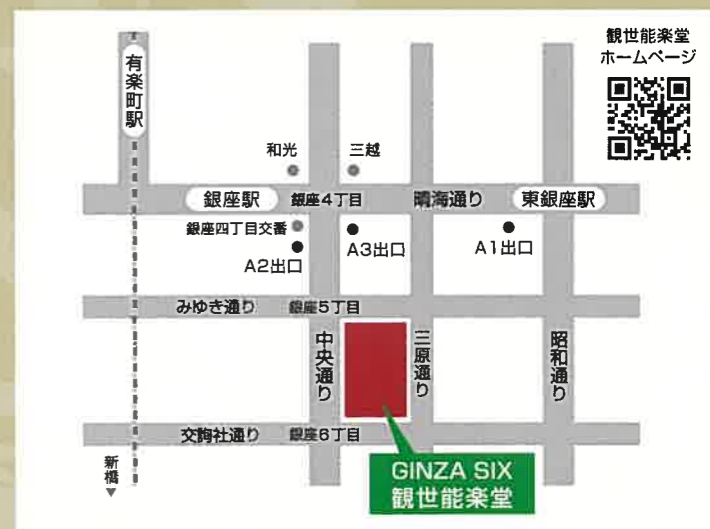 観世能楽堂
ホームページ
有楽町駅
和光
三越
銀座駅
銀座4丁目
晴海通り
東銀座駅
銀座四丁目交番
A2出口
A3出口
A1出口
みゆき通り
銀座5丁目
中央通り
三原通り
昭和通り
交詢社通り
銀座6丁目
新橋
GINZA SIX
観世能楽堂